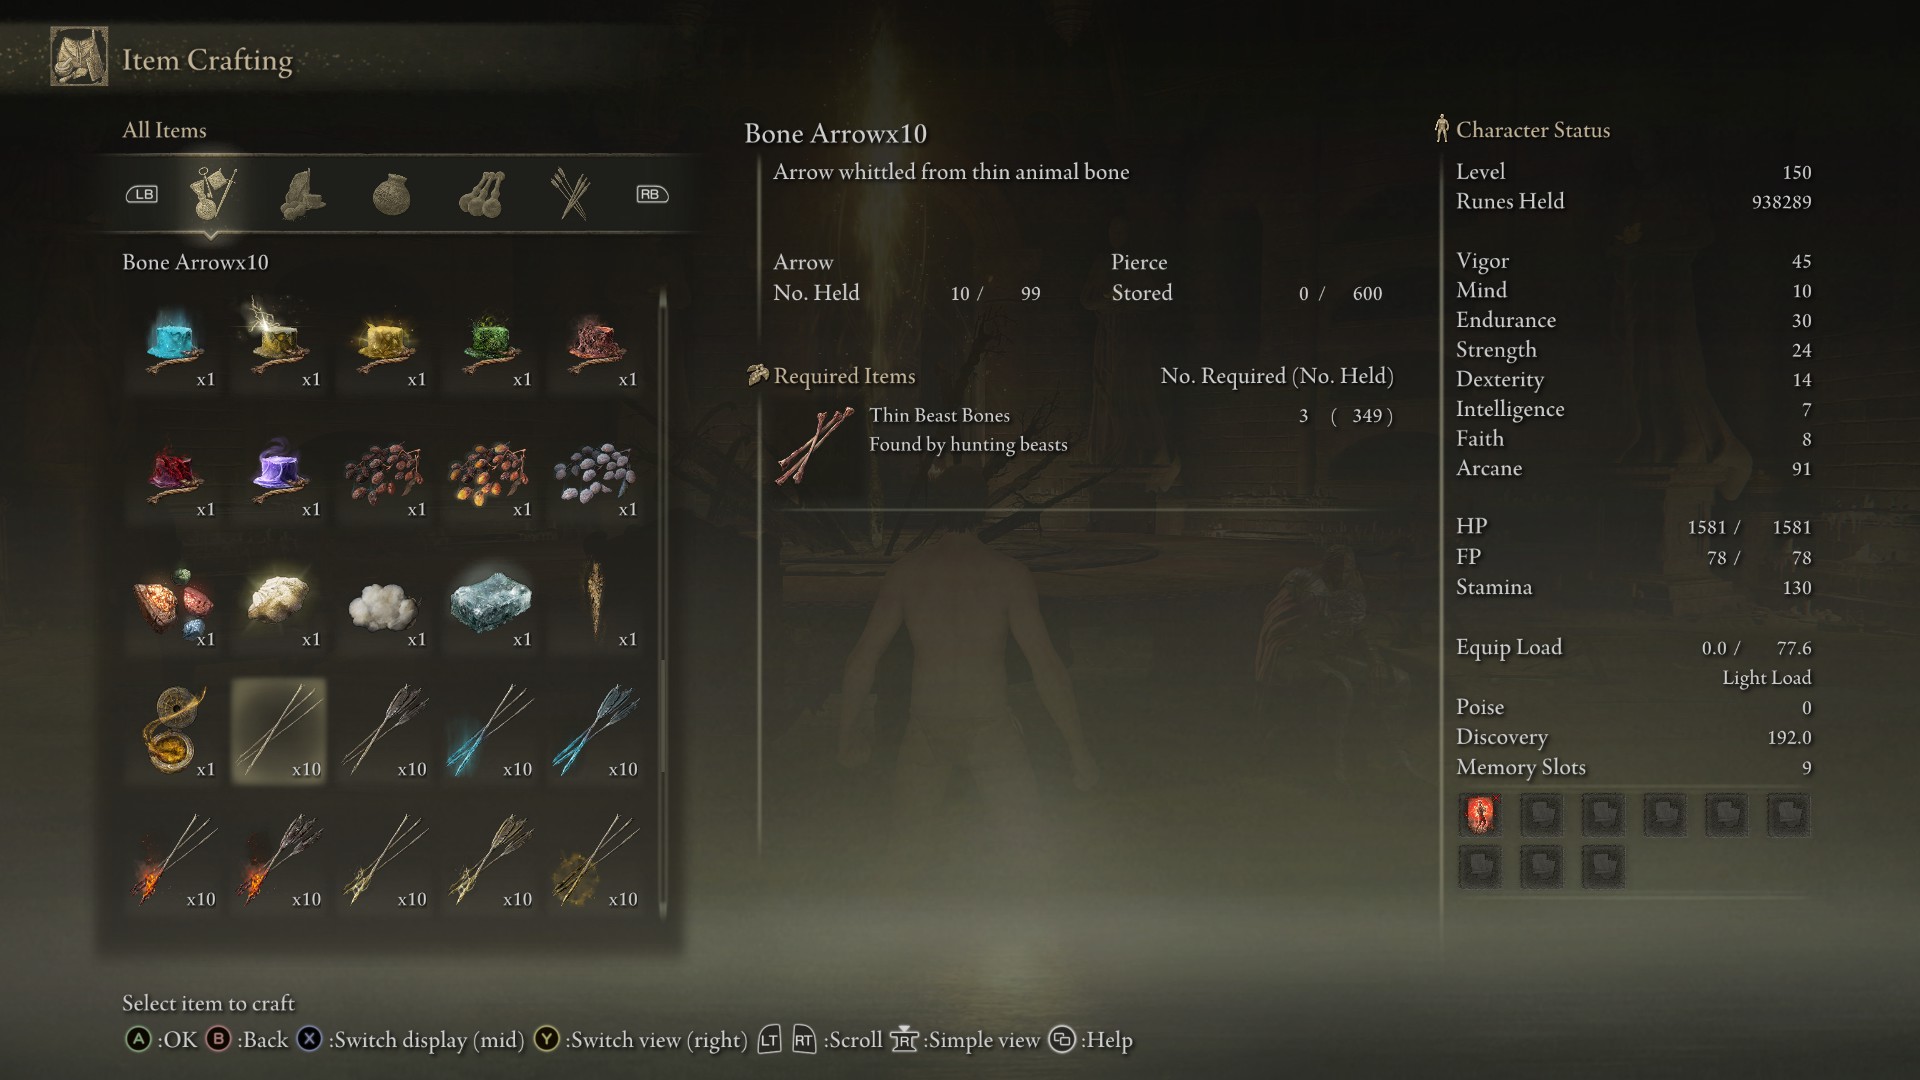 Item Crafting
All Items
LB
RB
Bone Arrowx10
x1 x1 x1 x1 x1
x1 x1 x1 x1 x1
x1 x1 x1 x1 x1
x1 x10 x10 x10 x10
x10 x10 x10 x10 x10
Bone Arrowx10
Arrow whittled from thin animal bone
Arrow Pierce
No. Held 10 / 99 Stored 0 / 600
Required Items No. Required (No. Held)
Thin Beast Bones 3 ( 349 )
Found by hunting beasts
Character Status
Level 150
Runes Held 938289
Vigor 45
Mind 10
Endurance 30
Strength 24
Dexterity 14
Intelligence 7
Faith 8
Arcane 91
HP 1581 / 1581
FP 78 / 78
Stamina 130
Equip Load 0.0 / 77.6
Light Load
Poise 0
Discovery 192.0
Memory Slots 9
Select item to craft
A :OK B :Back X :Switch display (mid) Y :Switch view (right) LT RT :Scroll R :Simple view :Help